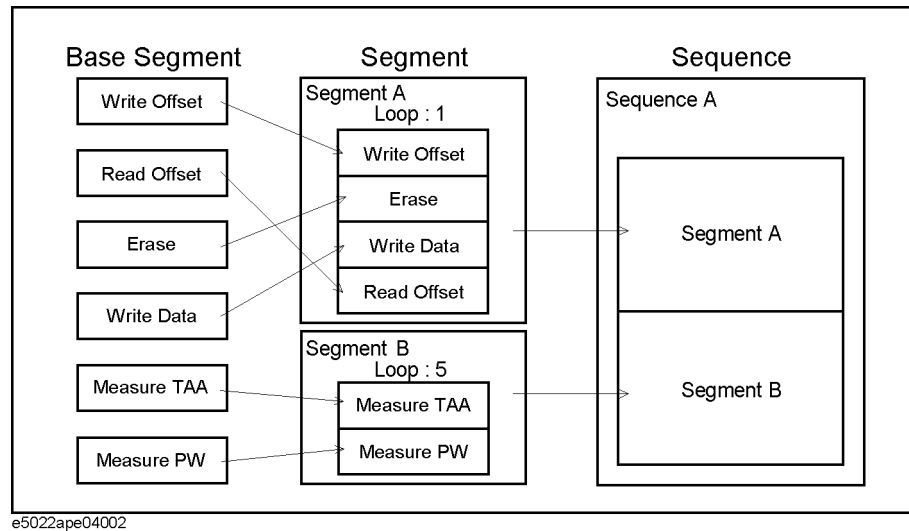 Base Segment
Segment
Sequence
Write Offset
Read Offset
Erase
Write Data
Measure TAA
Measure PW
Segment A
Loop : 1
Write Offset
Erase
Write Data
Read Offset
Segment B
Loop : 5
Measure TAA
Measure PW
Sequence A
Segment A
Segment B
e5022ape04002